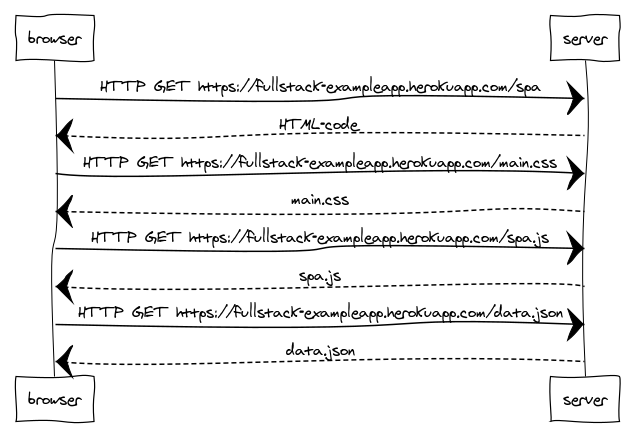 browser server
HTTP GET https://fullstack-exampleapp.herokuapp.com/spa
HTML-code
HTTP GET https://fullstack-exampleapp.herokuapp.com/main.css
main.css
HTTP GET https://fullstack-exampleapp.herokuapp.com/spa.js
spa.js
HTTP GET https://fullstack-exampleapp.herokuapp.com/data.json
data.json
browser server